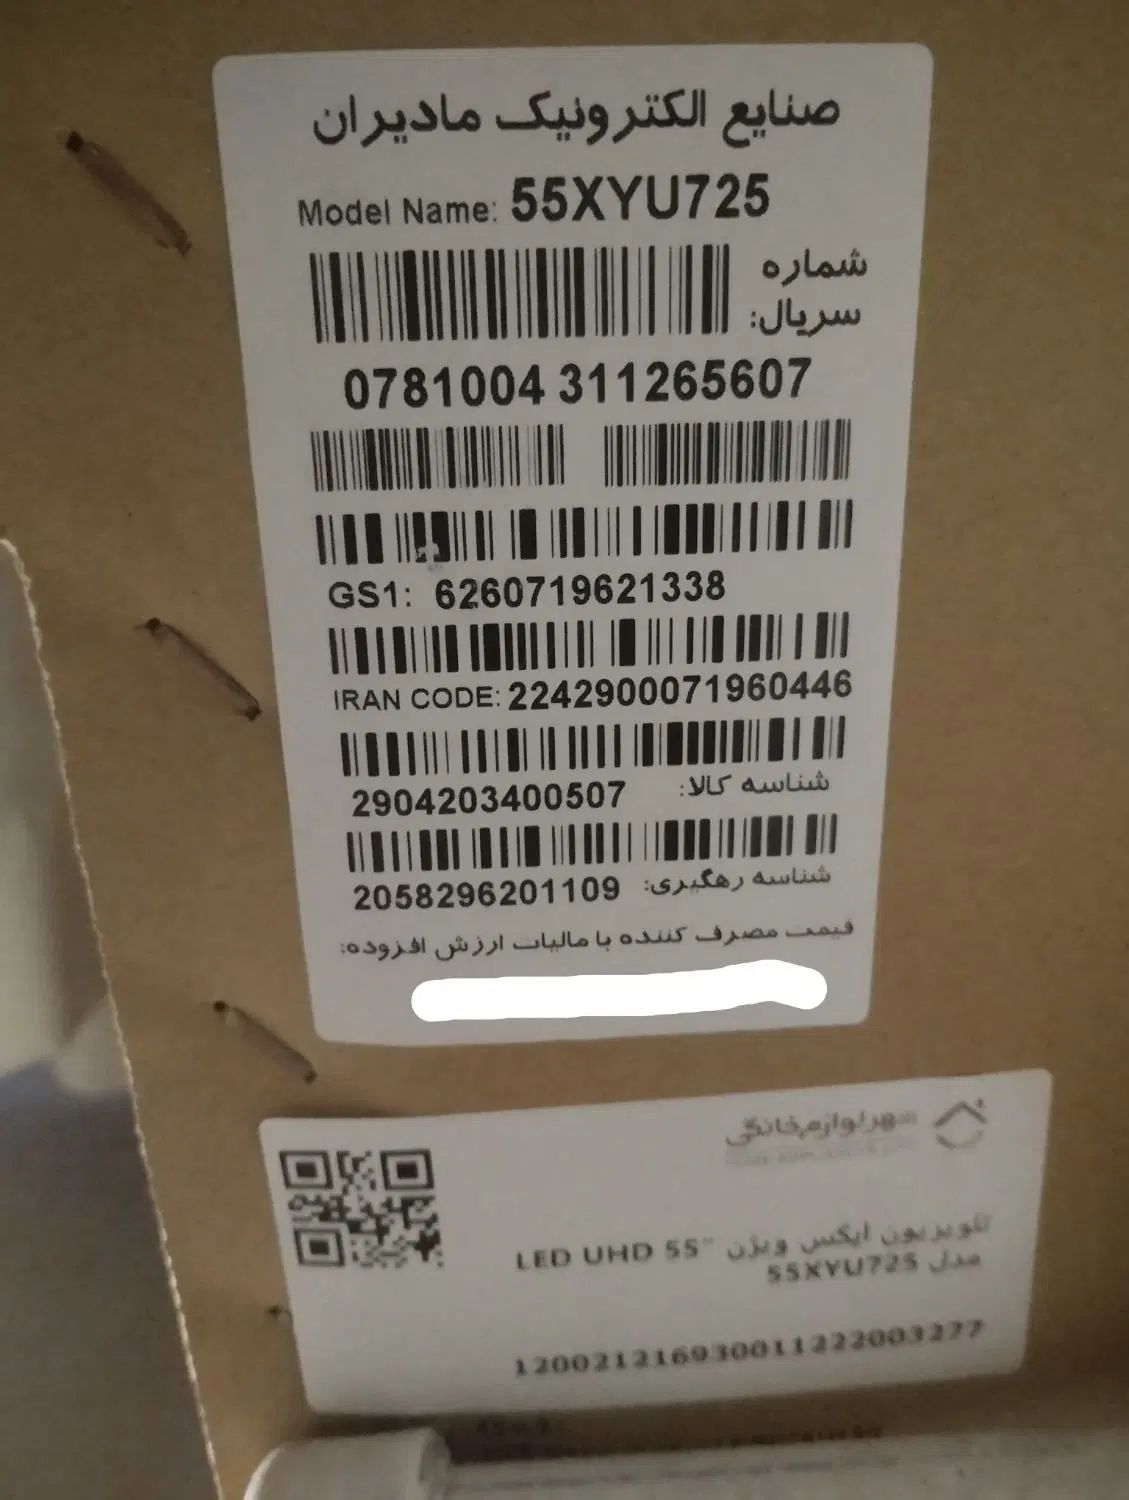 صنایع الکترونیک مادیران
Model Name: 55XYU725
شماره
سریال:
0781004 311265607
GS1: 6260719621338
IRAN CODE: 2242900071960446
شناسه کالا: 2904203400507
شناسه رهگیری: 2058296201109
قیمت مصرف کننده با مالیات ارزش افزوده:
شهر لوازم خانگی
تلویزیون ایکس ویژن "55 LED UHD
مدل 55XYU725
120021216930011222003277